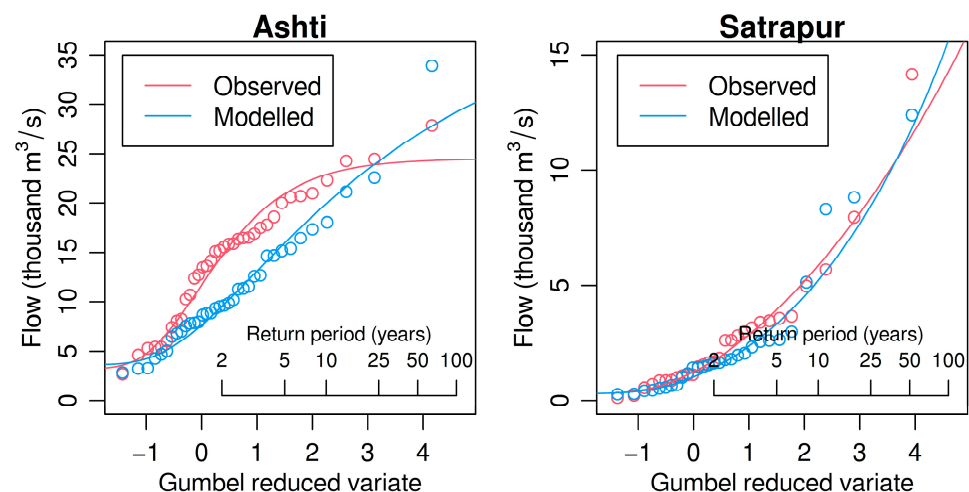 Ashti
Flow (thousand m³/s)
0 5 10 15 20 25 30 35
Observed
Modelled
Return period (years)
2 5 10 25 50 100
−1 0 1 2 3 4
Gumbel reduced variate
Satrapur
Flow (thousand m³/s)
0 5 10 15
Observed
Modelled
Return period (years)
2 5 10 25 50 100
−1 0 1 2 3 4
Gumbel reduced variate